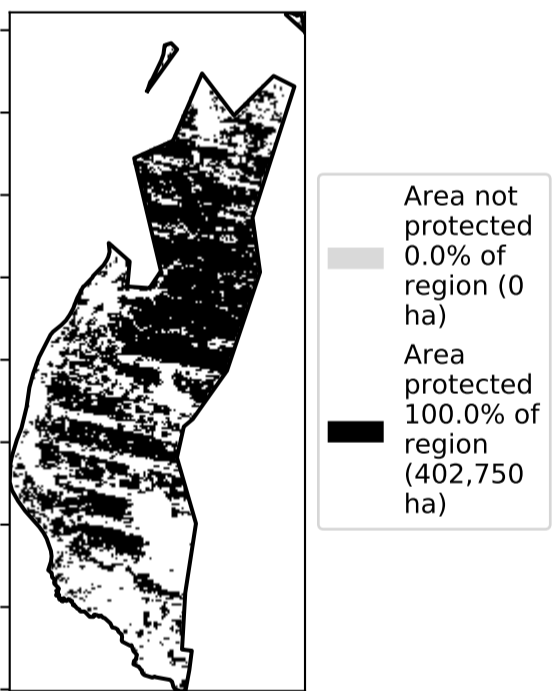 Area not
protected
0.0% of
region (0
ha)
Area
protected
100.0% of
region
(402,750
ha)